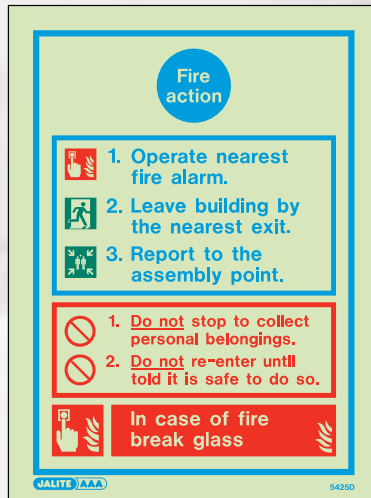 Fire
action
1. Operate nearest
fire alarm.
2. Leave building by
the nearest exit.
3. Report to the
assembly point.
1. Do not stop to collect
personal belongings.
2. Do not re-enter until
told it is safe to do so.
In case of fire
break glass
JALITE AAA
5425D